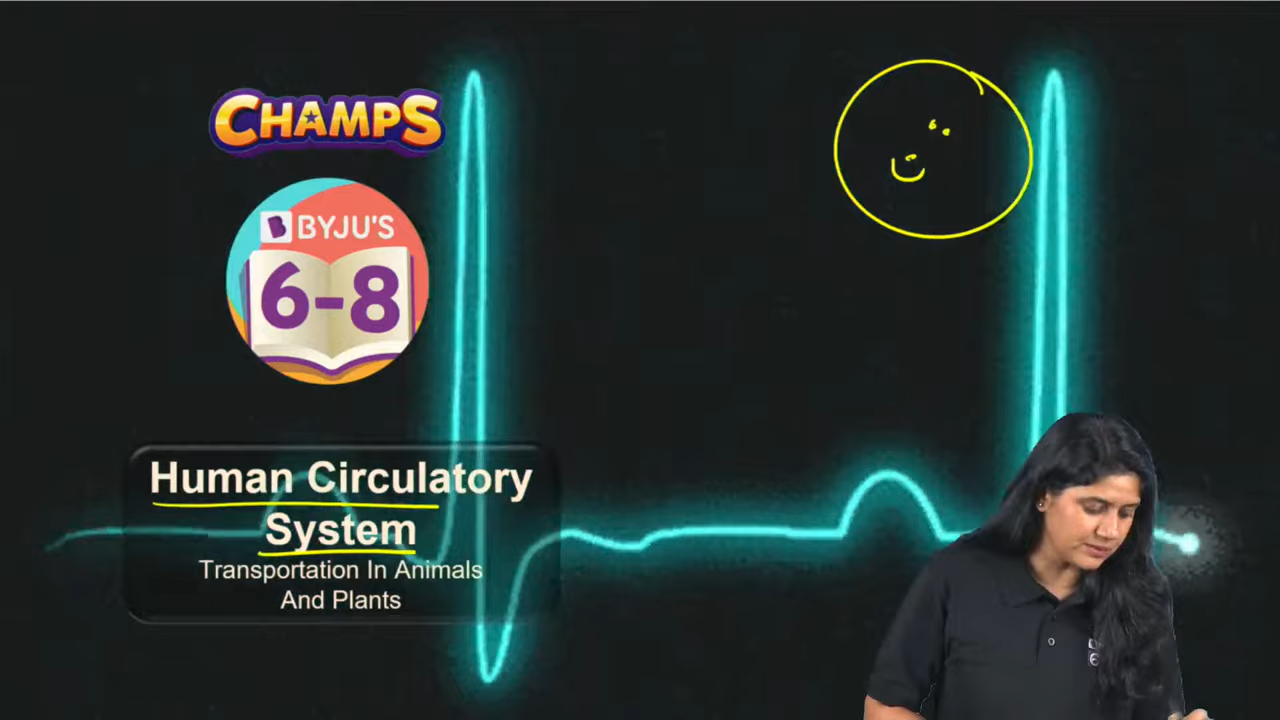 CHAMPS
BYJU'S
6-8
Human Circulatory
System
Transportation In Animals
And Plants